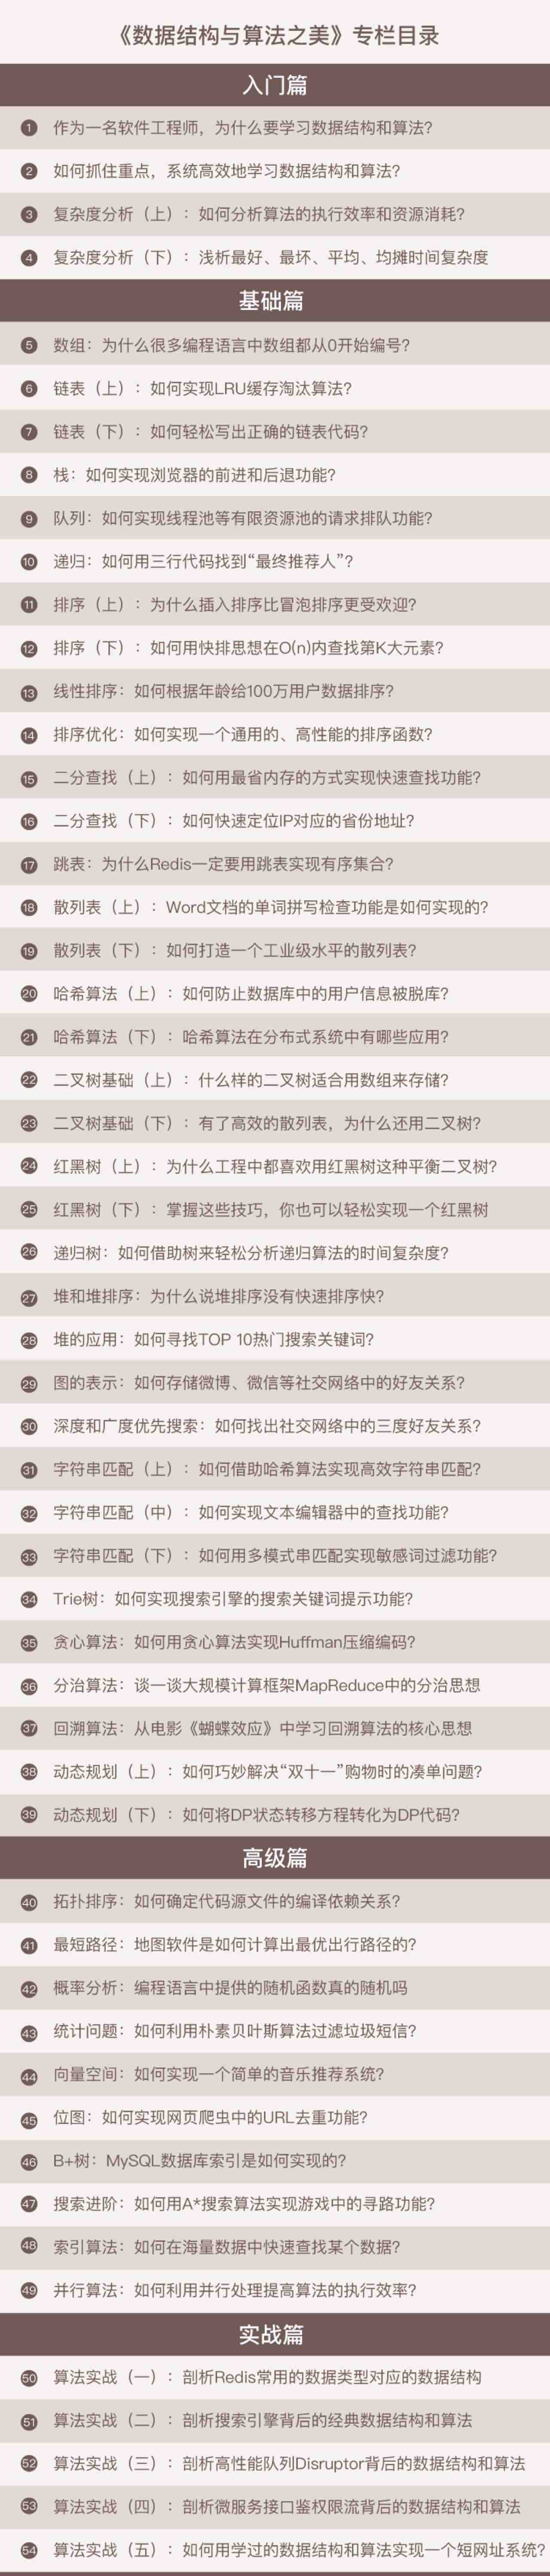 《数据结构与算法之美》专栏目录
入门篇
1 作为一名软件工程师，为什么要学习数据结构和算法？
2 如何抓住重点，系统高效地学习数据结构和算法？
3 复杂度分析（上）：如何分析算法的执行效率和资源消耗？
4 复杂度分析（下）：浅析最好、最坏、平均、均摊时间复杂度
基础篇
5 数组：为什么很多编程语言中数组都从0开始编号？
6 链表（上）：如何实现LRU缓存淘汰算法？
7 链表（下）：如何轻松写出正确的链表代码？
8 栈：如何实现浏览器的前进和后退功能？
9 队列：如何实现线程池等有限资源池的请求排队功能？
10 递归：如何用三行代码找到“最终推荐人”？
11 排序（上）：为什么插入排序比冒泡排序更受欢迎？
12 排序（下）：如何用快排思想在O(n)内查找第K大元素？
13 线性排序：如何根据年龄给100万用户数据排序？
14 排序优化：如何实现一个通用的、高性能的排序函数？
15 二分查找（上）：如何用最省内存的方式实现快速查找功能？
16 二分查找（下）：如何快速定位IP对应的省份地址？
17 跳表：为什么Redis一定要用跳表实现有序集合？
18 散列表（上）：Word文档的单词拼写检查功能是如何实现的？
19 散列表（下）：如何打造一个工业级水平的散列表？
20 哈希算法（上）：如何防止数据库中的用户信息被脱库？
21 哈希算法（下）：哈希算法在分布式系统中有哪些应用？
22 二叉树基础（上）：什么样的二叉树适合用数组来存储？
23 二叉树基础（下）：有了高效的散列表，为什么还用二叉树？
24 红黑树（上）：为什么工程中都喜欢用红黑树这种平衡二叉树？
25 红黑树（下）：掌握这些技巧，你也可以轻松实现一个红黑树
26 递归树：如何借助树来轻松分析递归算法的时间复杂度？
27 堆和堆排序：为什么说堆排序没有快速排序快？
28 堆的应用：如何寻找TOP 10热门搜索关键词？
29 图的表示：如何存储微博、微信等社交网络中的好友关系？
30 深度和广度优先搜索：如何找出社交网络中的三度好友关系？
31 字符串匹配（上）：如何借助哈希算法实现高效字符串匹配？
32 字符串匹配（中）：如何实现文本编辑器中的查找功能？
33 字符串匹配（下）：如何用多模式串匹配实现敏感词过滤功能？
34 Trie树：如何实现搜索引擎的搜索关键词提示功能？
35 贪心算法：如何用贪心算法实现Huffman压缩编码？
36 分治算法：谈一谈大规模计算框架MapReduce中的分治思想
37 回溯算法：从电影《蝴蝶效应》中学习回溯算法的核心思想
38 动态规划（上）：如何巧妙解决“双十一”购物时的凑单问题？
39 动态规划（下）：如何将DP状态转移方程转化为DP代码？
高级篇
40 拓扑排序：如何确定代码源文件的编译依赖关系？
41 最短路径：地图软件是如何计算出最优出行路径的？
42 概率分析：编程语言中提供的随机函数真的随机吗
43 统计问题：如何利用朴素贝叶斯算法过滤垃圾短信？
44 向量空间：如何实现一个简单的音乐推荐系统？
45 位图：如何实现网页爬虫中的URL去重功能？
46 B+树：MySQL数据库索引是如何实现的？
47 搜索进阶：如何用A*搜索算法实现游戏中的寻路功能？
48 索引算法：如何在海量数据中快速查找某个数据？
49 并行算法：如何利用并行处理提高算法的执行效率？
实战篇
50 算法实战（一）：剖析Redis常用的数据类型对应的数据结构
51 算法实战（二）：剖析搜索引擎背后的经典数据结构和算法
52 算法实战（三）：剖析高性能队列Disruptor背后的数据结构和算法
53 算法实战（四）：剖析微服务接口鉴权限流背后的数据结构和算法
54 算法实战（五）：如何用学过的数据结构和算法实现一个短网址系统？